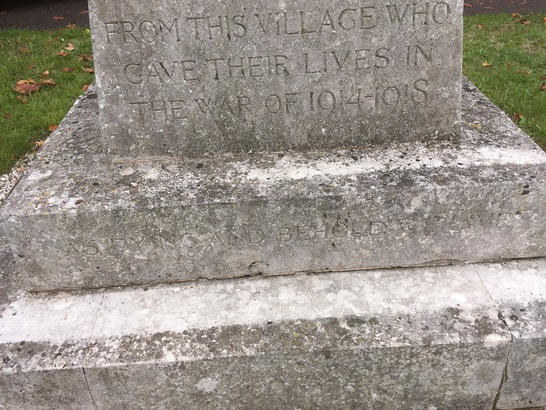 FROM THIS VILLAGE WHO
GAVE THEIR LIVES IN
THE WAR OF 1914-1918
AS DYING AND BEHOLD WE LIVE